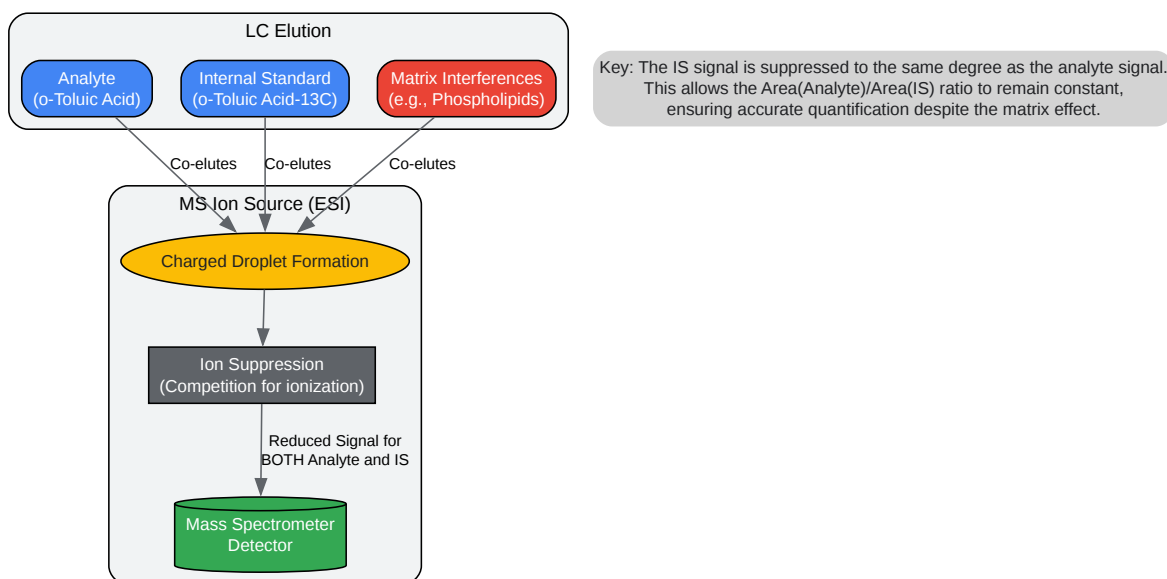 LC Elution
Analyte
(o-Toluic Acid)
Internal Standard
(o-Toluic Acid-13C)
Matrix Interferences
(e.g., Phospholipids)
Key: The IS signal is suppressed to the same degree as the analyte signal.
This allows the Area(Analyte)/Area(IS) ratio to remain constant,
ensuring accurate quantification despite the matrix effect.
Co-elutes
Co-elutes
Co-elutes
MS Ion Source (ESI)
Charged Droplet Formation
Ion Suppression
(Competition for ionization)
Reduced Signal for
BOTH Analyte and IS
Mass Spectrometer
Detector